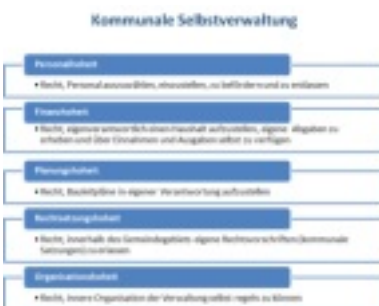 Kommunale Selbstverwaltung
Personalhoheit
• Recht, Personal auszuwählen, einzustellen, zu befördern und zu entlassen
Finanzhoheit
• Recht, eigenverantwortlich einen Haushalt aufzustellen, eigene Abgaben zu
erheben und über Einnahmen und Ausgaben selbst zu verfügen
Planungshoheit
• Recht, Bauleitpläne in eigener Verantwortung aufzustellen
Rechtsetzungshoheit
• Recht, innerhalb des Gemeindegebiets eigene Rechtsvorschriften (kommunale
Satzungen) zu erlassen
Organisationshoheit
• Recht, innere Organisation der Verwaltung selbst regeln zu können